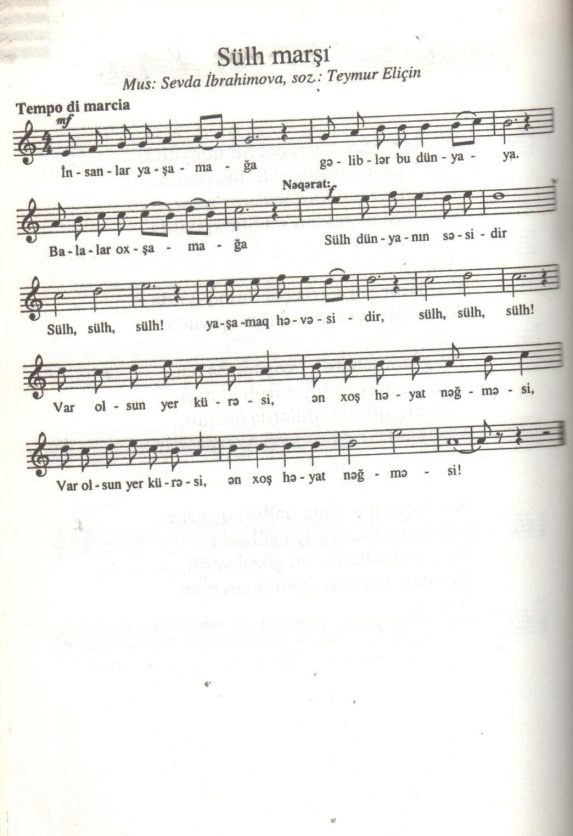 Sülh marşı
Mus: Sevda İbrahimova, soz.: Teymur Eliçin
Tempo di marcia
mf
İn - san - lar ya - şa - ma - ğa gə - lib - lər bu dün - ya - ya.
Nəqərat:
f
Ba - la - lar ox - şa - ma - ğa Sülh dün - ya - nın sə - si - dir
Sülh, sülh, sülh! ya - şa - maq hə - və - si - dir, sülh, sülh, sülh!
Var ol - sun yer kü - rə - si, ən xoş hə - yat nəğ - mə - si,
Var ol - sun yer kü - rə - si, ən xoş hə - yat nəğ - mə - si!